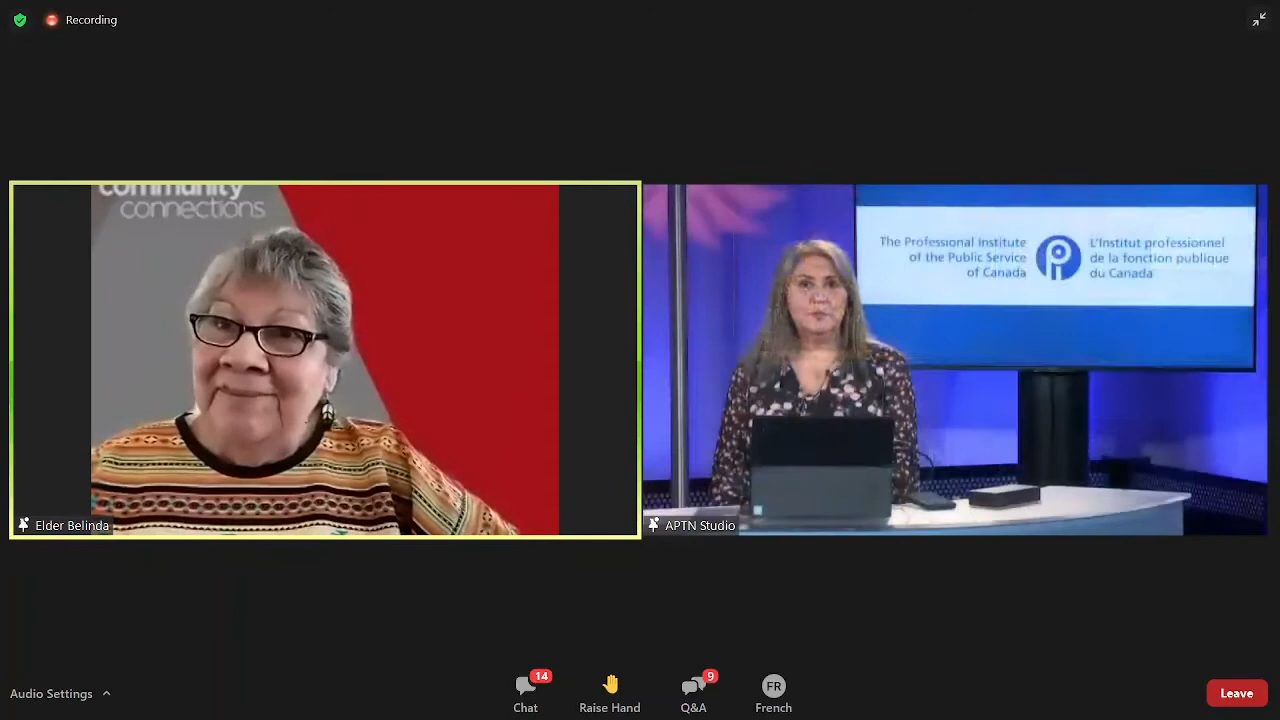 Recording
community
connections
The Professional Institute
of the Public Service
of Canada
L'Institut professionnel
de la fonction publique
du Canada
Elder Belinda
APTN Studio
Audio Settings
14
Chat
Raise Hand
9
Q&A
FR
French
Leave